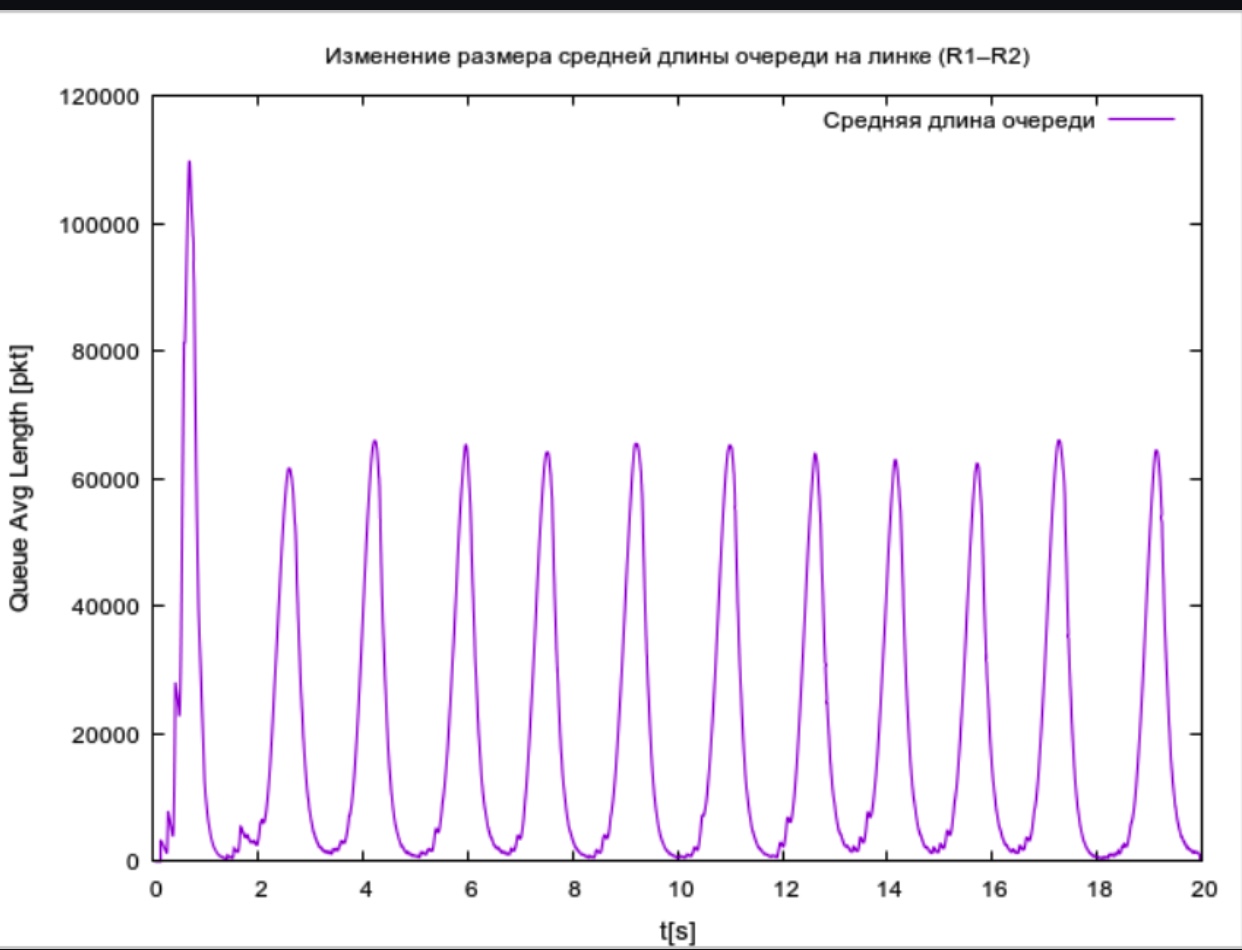 Изменение размера средней длины очереди на линке (R1–R2)
Средняя длина очереди
120000
100000
80000
60000
40000
20000
0
Queue Avg Length [pkt]
0 2 4 6 8 10 12 14 16 18 20
t[s]